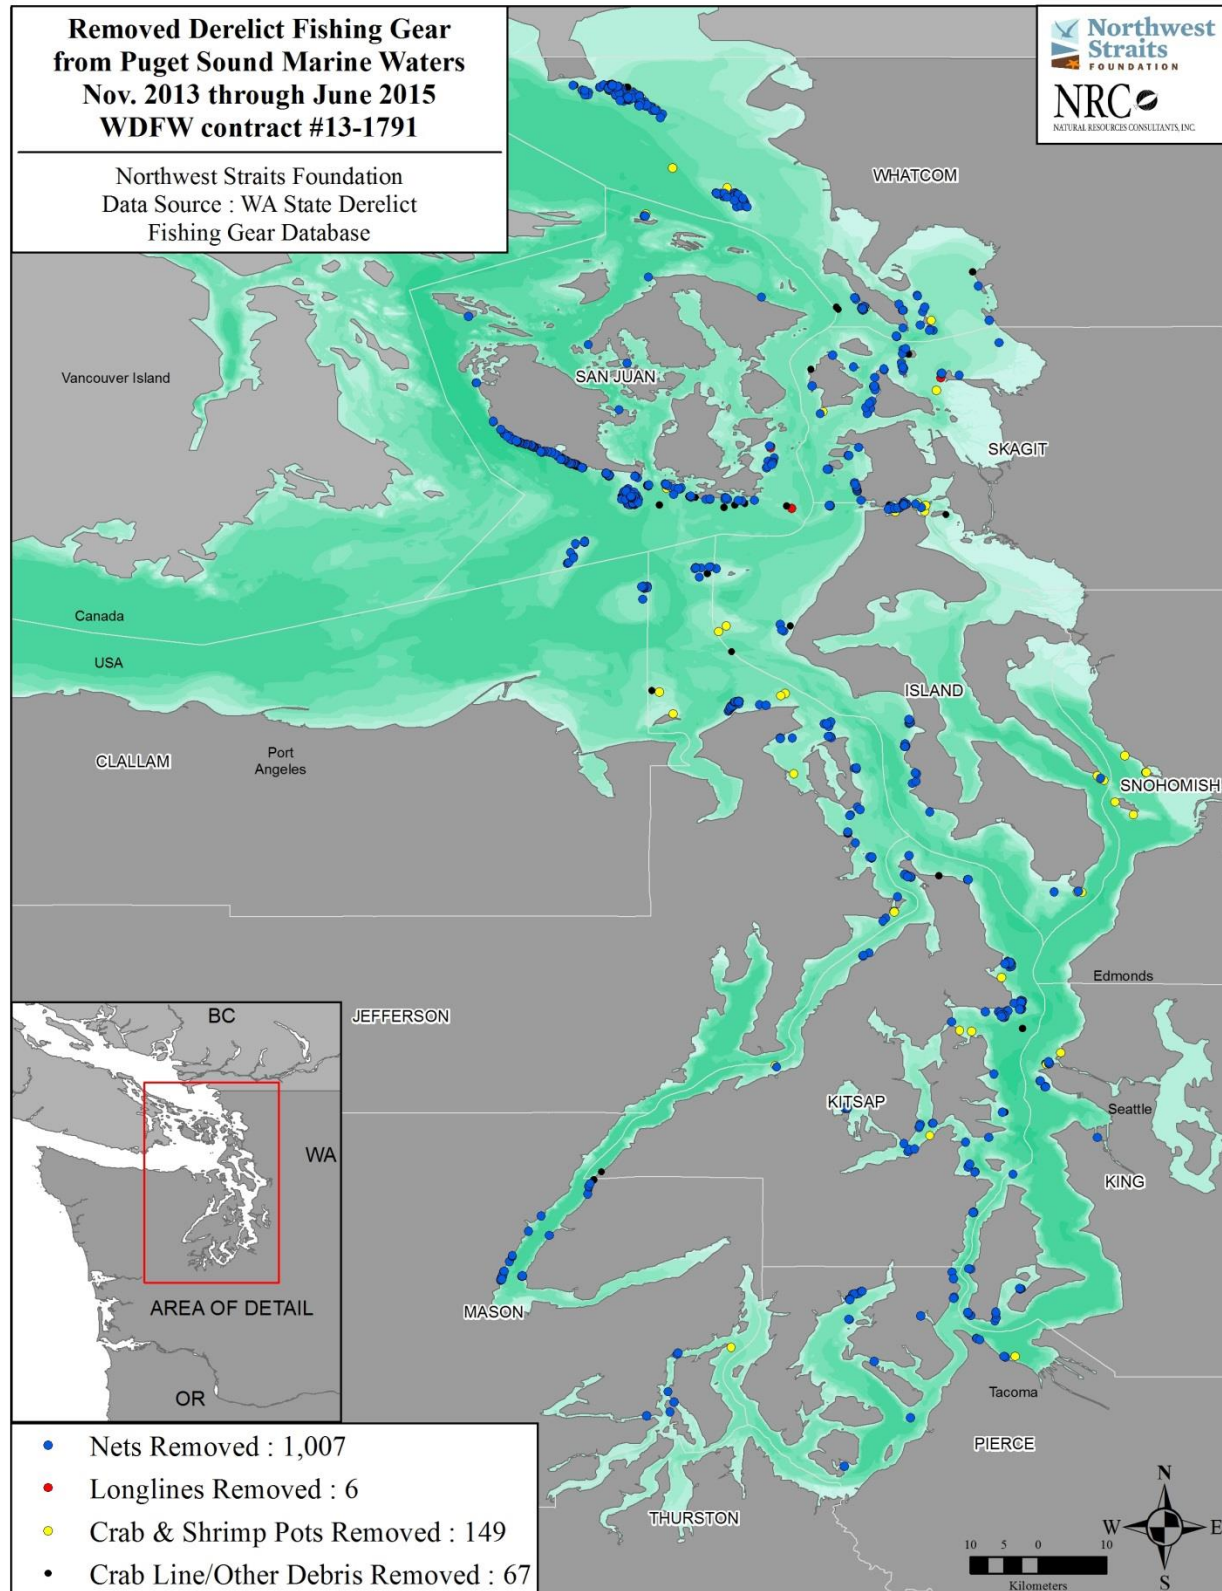 Removed Derelict Fishing Gear
from Puget Sound Marine Waters
Nov. 2013 through June 2015
WDFW contract #13-1791
Northwest Straits Foundation
Data Source : WA State Derelict
Fishing Gear Database
Northwest
Straits
FOUNDATION
NRC
NATURAL RESOURCES CONSULTANTS, INC.
WHATCOM
Vancouver Island
SAN JUAN
SKAGIT
Canada
USA
ISLAND
CLALLAM
Port
Angeles
SNOHOMISH
Edmonds
JEFFERSON
KITSAP
Seattle
KING
MASON
Tacoma
PIERCE
THURSTON
BC
WA
AREA OF DETAIL
OR
Nets Removed : 1,007
Longlines Removed : 6
Crab & Shrimp Pots Removed : 149
Crab Line/Other Debris Removed : 67
N
W E
S
10 5 0 10
Kilometers